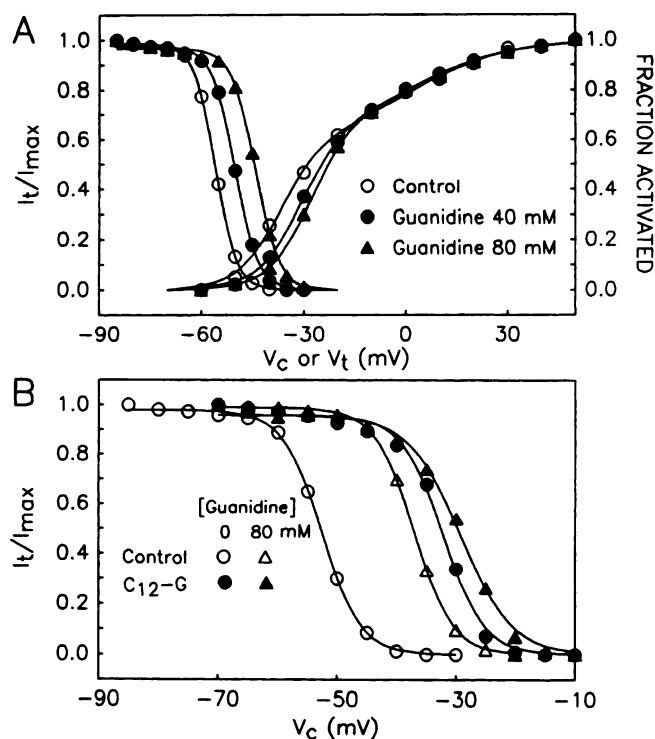 A
1.0
0.8
0.6
0.4
0.2
0.0
It/Imax
1.0
0.8
0.6
0.4
0.2
0.0
FRACTION ACTIVATED
Control
Guanidine 40 mM
Guanidine 80 mM
-90 -60 -30 0 30
Vc or Vt (mV)
B
1.0
0.8
0.6
0.4
0.2
0.0
It/Imax
[Guanidine]
0 80 mM
Control
C12-G
-90 -70 -50 -30 -10
Vc (mV)